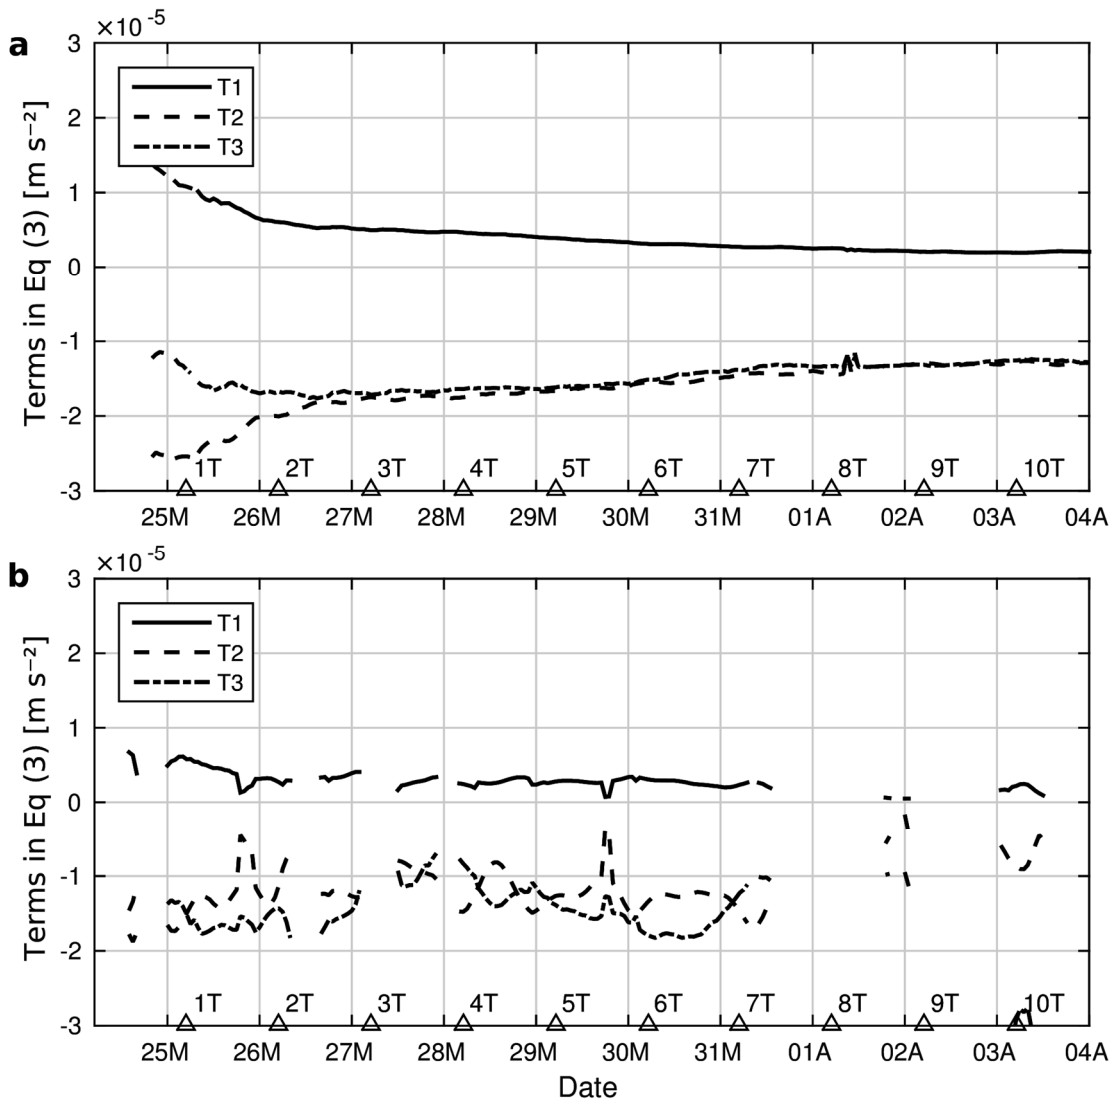 a
×10 -5
Terms in Eq (3) [m s⁻²]
3
2
1
0
-1
-2
-3
T1
T2
T3
1T 2T 3T 4T 5T 6T 7T 8T 9T 10T
25M 26M 27M 28M 29M 30M 31M 01A 02A 03A 04A
b
×10 -5
Terms in Eq (3) [m s⁻²]
3
2
1
0
-1
-2
-3
T1
T2
T3
1T 2T 3T 4T 5T 6T 7T 8T 9T 10T
25M 26M 27M 28M 29M 30M 31M 01A 02A 03A 04A
Date